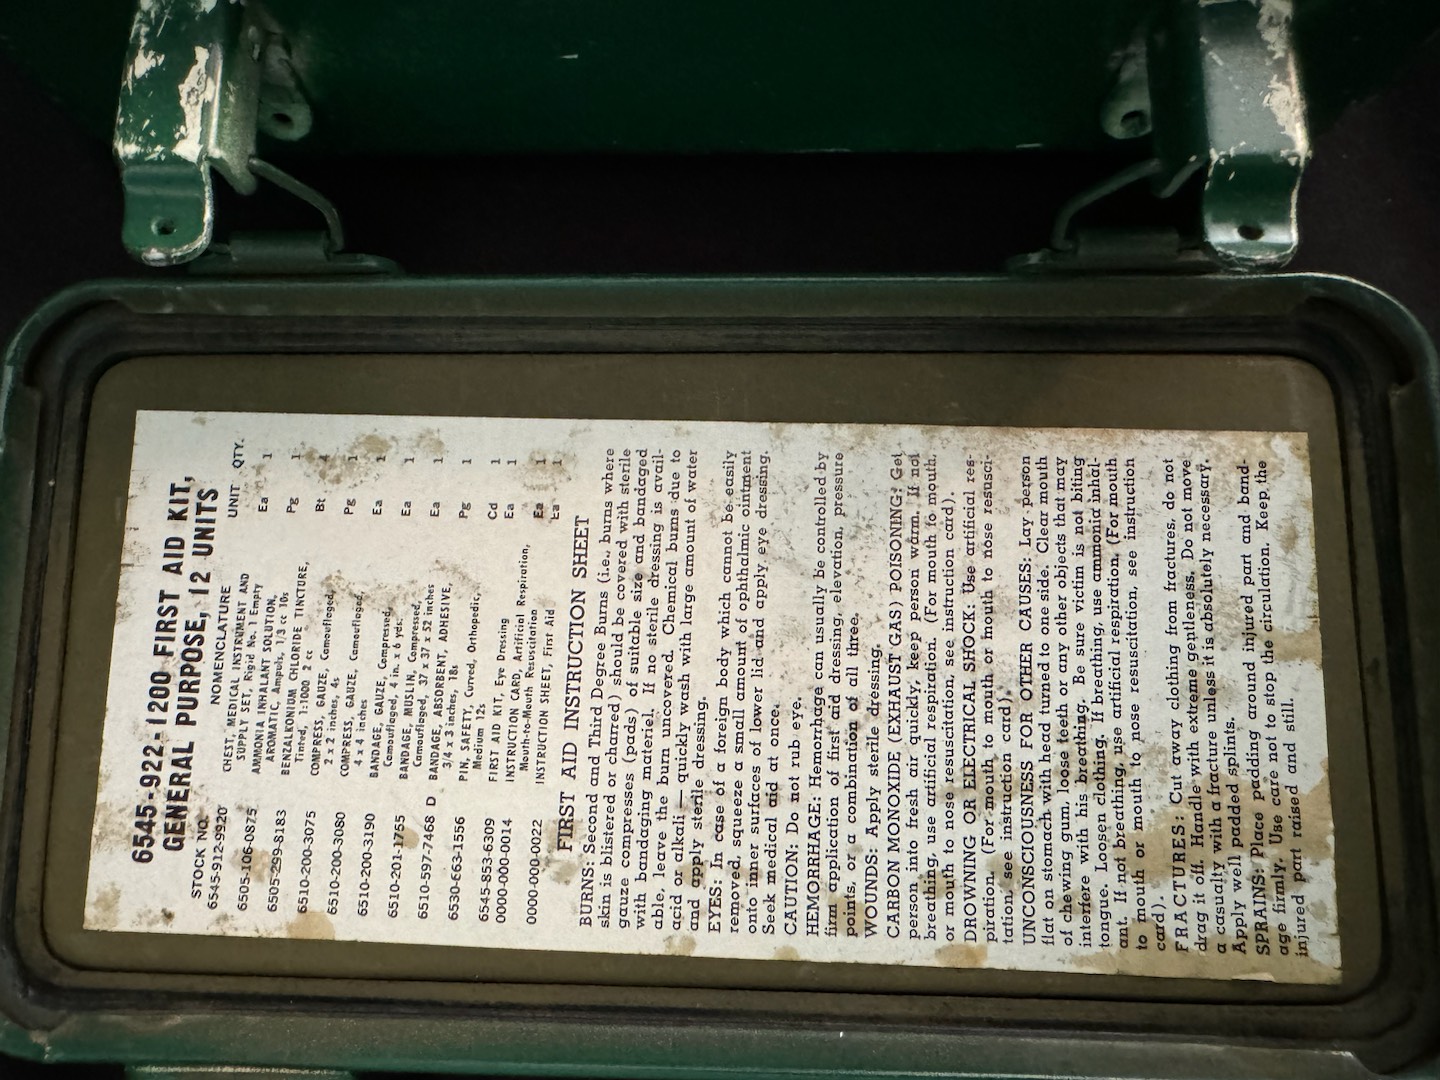 6545-922-1200 FIRST AID KIT,
GENERAL PURPOSE, 12 UNITS
STOCK NO. NOMENCLATURE UNIT QTY.
6545-912-9920 CHEST, MEDICAL INSTRUMENT AND
SUPPLY SET, Rigid No. 1 Empty Ea 1
6505-106-0875 AMMONIA INHALANT SOLUTION,
AROMATIC, Ampuls, 1/3 cc 10s Pg 1
6505-299-8183 BENZALKONIUM CHLORIDE TINCTURE,
Tinted, 1:1000 2 cc Bt
6510-200-3075 COMPRESS, GAUZE, Camouflaged,
2 x 2 inches, 4s Pg 1
6510-200-3080 COMPRESS, GAUZE, Camouflaged,
4 x 4 inches Ea 1
6510-200-3190 BANDAGE, GAUZE, Compressed,
Camouflaged, 4 in. x 6 yds. Ea 1
6510-201-1755 BANDAGE, MUSLIN, Compressed,
Camouflaged, 37 x 37 x 52 inches Ea 1
6510-597-7468 D BANDAGE, ABSORBENT, ADHESIVE,
3/4 x 3 inches, 18s Pg 1
6530-663-1556 PIN, SAFETY, Curved, Orthopedic,
Medium 12s Cd 1
6545-853-6309 FIRST AID KIT, Eye Dressing Ea 1
0000-000-0014 INSTRUCTION CARD, Artificial Respiration,
Mouth-to-Mouth Resuscitation Ea 1
0000-000-0022 INSTRUCTION SHEET, First Aid Ea 1
FIRST AID INSTRUCTION SHEET
BURNS: Second and Third Degree Burns (i.e., burns where
skin is blistered or charred) should be covered with sterile
gauze compresses (pads) of suitable size and bandaged
with bandaging materiel. If no sterile dressing is avail-
able, leave the burn uncovered. Chemical burns due to
acid or alkali — quickly wash with large amount of water
and apply sterile dressing.
EYES: In case of a foreign body which cannot be easily
removed, squeeze a small amount of ophthalmic ointment
onto inner surfaces of lower lid and apply eye dressing.
Seek medical aid at once.
CAUTION: Do not rub eye.
HEMORRHAGE: Hemorrhage can usually be controlled by
firm application of first aid dressing, elevation, pressure
points, or a combination of all three.
WOUNDS: Apply sterile dressing.
CARBON MONOXIDE (EXHAUST GAS) POISONING: Get
person into fresh air quickly, keep person warm. If not
breathing, use artificial respiration. (For mouth to mouth,
or mouth to nose resuscitation, see instruction card).
DROWNING OR ELECTRICAL SHOCK: Use artificial res-
piration. (For mouth to mouth or mouth to nose resusci-
tation, see instruction card).
UNCONSCIOUSNESS FOR OTHER CAUSES: Lay person
flat on stomach with head turned to one side. Clear mouth
of chewing gum, loose teeth or any other objects that may
interfere with his breathing. Be sure victim is not biting
tongue. Loosen clothing. If breathing, use ammonia inhal-
ant. If not breathing, use artificial respiration. (For mouth
to mouth or mouth to nose resuscitation, see instruction
card).
FRACTURES: Cut away clothing from fractures, do not
drag it off. Handle with extreme gentleness. Do not move
a casualty with a fracture unless it is absolutely necessary.
Apply well padded splints.
SPRAINS: Place padding around injured part and band-
age firmly. Use care not to stop the circulation. Keep the
injured part raised and still.